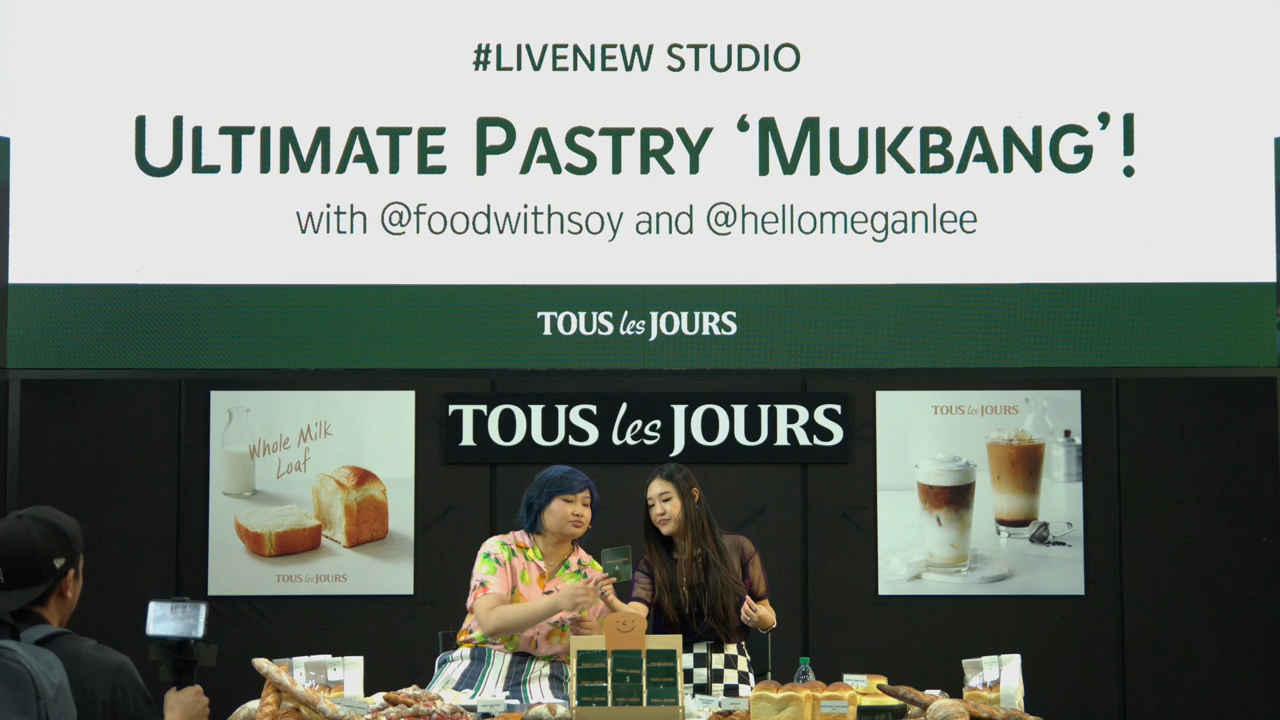 #LIVENEW STUDIO
ULTIMATE PASTRY ‘MUKBANG’!
with @foodwithsoy and @hellomeganlee
TOUS les JOURS
TOUS les JOURS
Whole Milk
Loaf
TOUS les JOURS
TOUS les JOURS